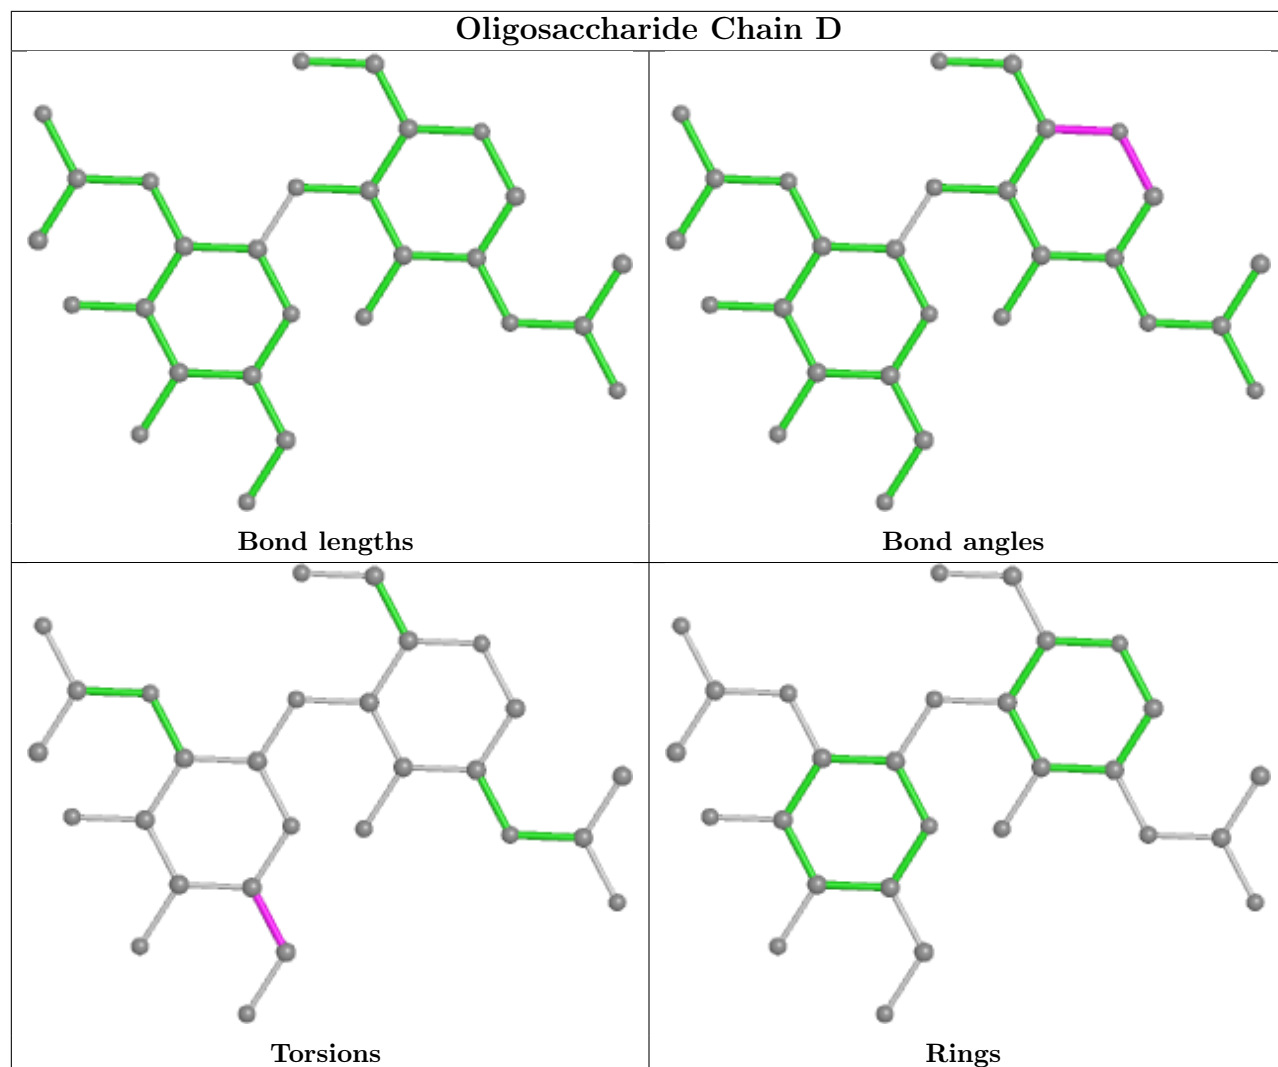 Oligosaccharide Chain D
Bond lengths
Bond angles
Torsions
Rings